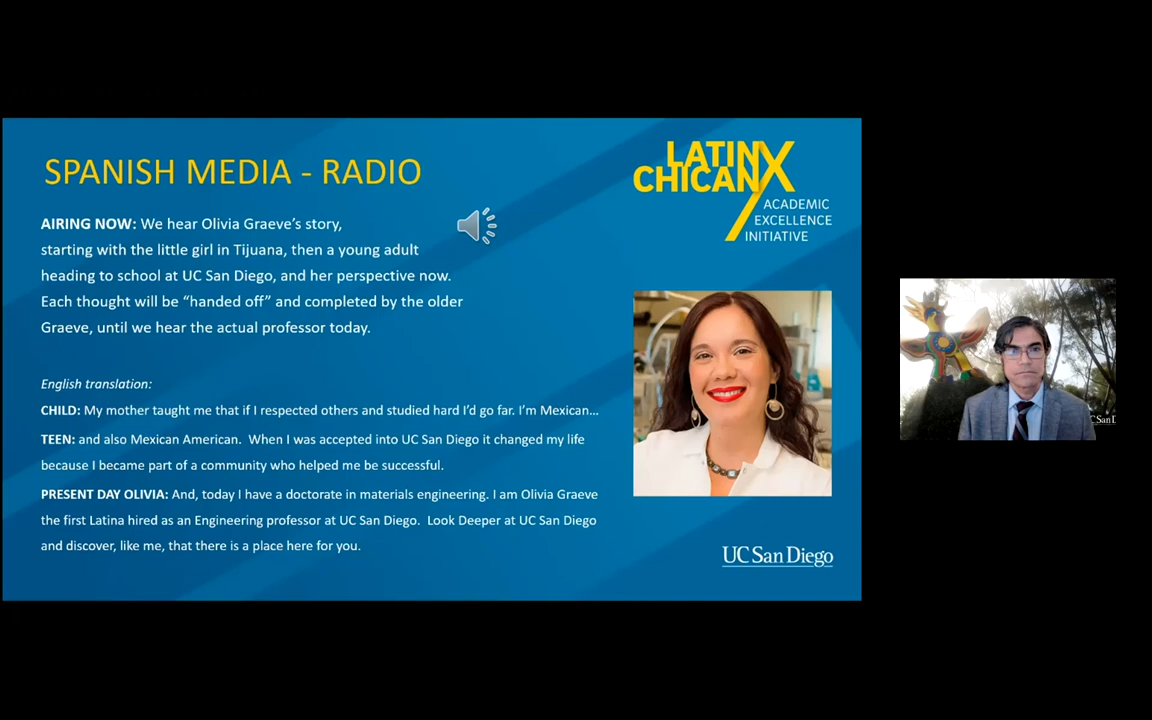 SPANISH MEDIA - RADIO
AIRING NOW: We hear Olivia Graeve’s story,
starting with the little girl in Tijuana, then a young adult
heading to school at UC San Diego, and her perspective now.
Each thought will be “handed off” and completed by the older
Graeve, until we hear the actual professor today.
English translation:
CHILD: My mother taught me that if I respected others and studied hard I’d go far. I’m Mexican…
TEEN: and also Mexican American.  When I was accepted into UC San Diego it changed my life
because I became part of a community who helped me be successful.
PRESENT DAY OLIVIA: And, today I have a doctorate in materials engineering. I am Olivia Graeve
the first Latina hired as an Engineering professor at UC San Diego.  Look Deeper at UC San Diego
and discover, like me, that there is a place here for you.
LATINX
CHICANX
ACADEMIC
EXCELLENCE
INITIATIVE
UC San Diego